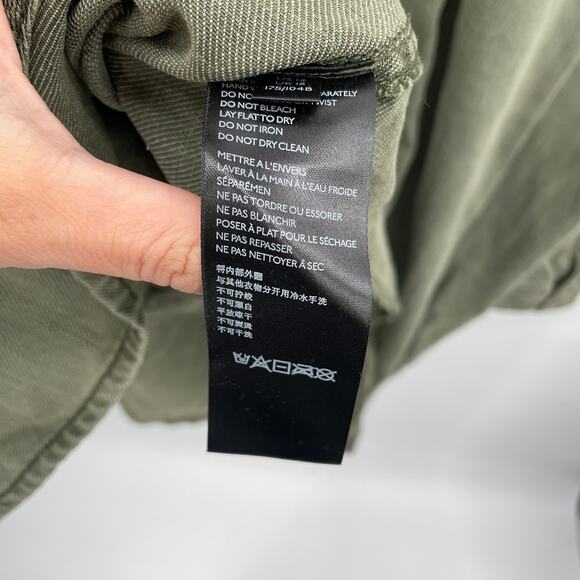 US 14
UK 18
175/104B
HAND
ARATELY
DO NO
TWIST
DO NOT BLEACH
LAY FLAT TO DRY
DO NOT IRON
DO NOT DRY CLEAN
METTRE A L'ENVERS
LAVER À LA MAIN À L'EAU FROIDE
SÉPARÉMEN
NE PAS TORDRE OU ESSORER
NE PAS BLANCHIR
POSER À PLAT POUR LE SÉCHAGE
NE PAS REPASSER
NE PAS NETTOYER À SEC
将内部外翻
与其他衣物分开用冷水手洗
不可拧绞
不可漂白
平放晾干
不可熨烫
不可干洗